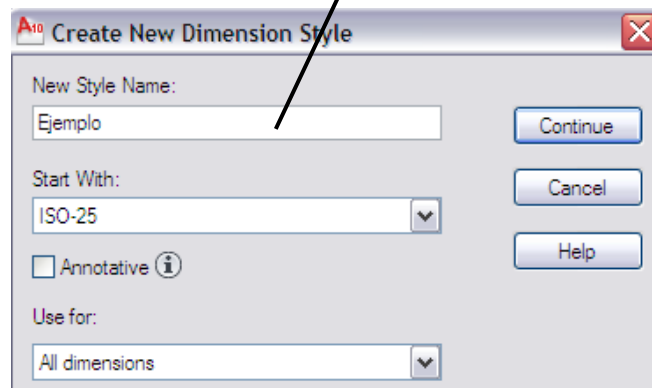 A10 Create New Dimension Style
New Style Name:
Ejemplo
Continue
Start With:
Cancel
ISO-25
Help
Annotative i
Use for:
All dimensions